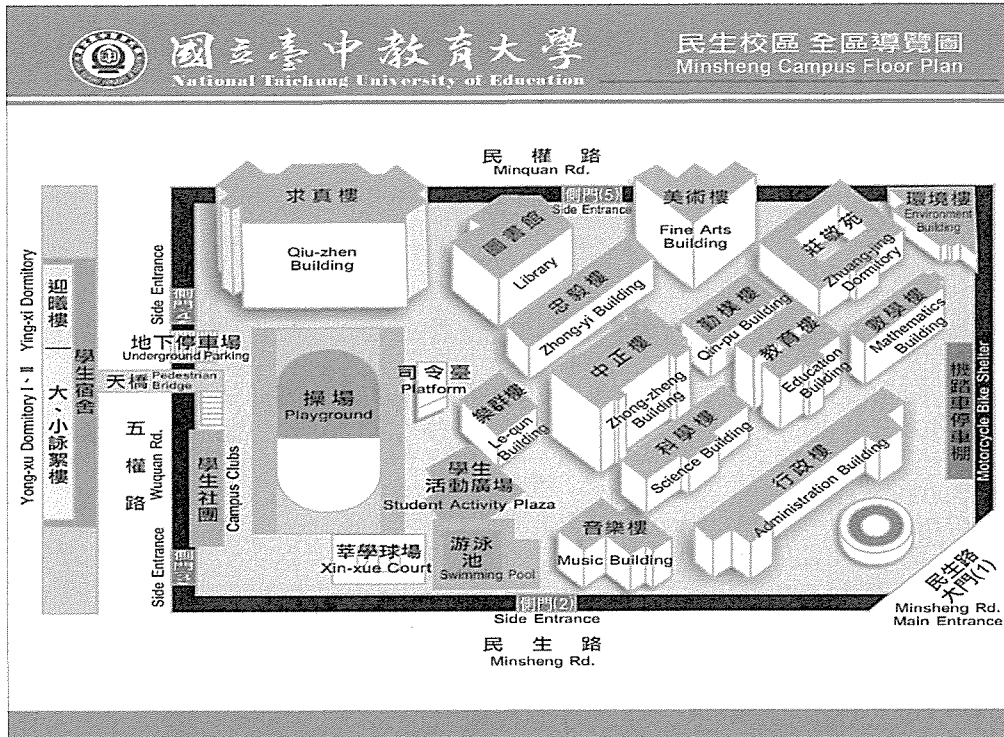 國立臺中教育大學
National Taichung University of Education
民生校區 全區導覽圖
Minsheng Campus Floor Plan
民權路
Minquan Rd.
側門(5)
Side Entrance
求真樓
Qiu-zhen
Building
圖書館
Library
忠毅樓
Zhong-yi Building
美術樓
Fine Arts
Building
莊敬苑
Zhuang-jing
Dormitory
環境樓
Environment
Building
勤樸樓
Qin-pu Building
教育樓
Education
Building
數學樓
Mathematics
Building
中正樓
Zhong-zheng
Building
樂群樓
Le-qun
Building
科學樓
Science Building
行政樓
Administration Building
機踏車停車棚
Motorcycle Bike Shelter
Side Entrance
側門4
地下停車場
Underground Parking
天橋
Pedestrian
Bridge
迎曦樓
Ying-xi Dormitory
大、小詠絮樓
Yong-xu Dormitory I、II
學生宿舍
五權路
Wuquan Rd.
學生社團
Campus Clubs
Side Entrance
側門3
操場
Playground
司令臺
Platform
學生
活動廣場
Student Activity Plaza
莘學球場
Xin-xue Court
游泳
池
Swimming Pool
音樂樓
Music Building
側門(2)
Side Entrance
民生路
Minsheng Rd.
民生路
大門(1)
Minsheng Rd.
Main Entrance